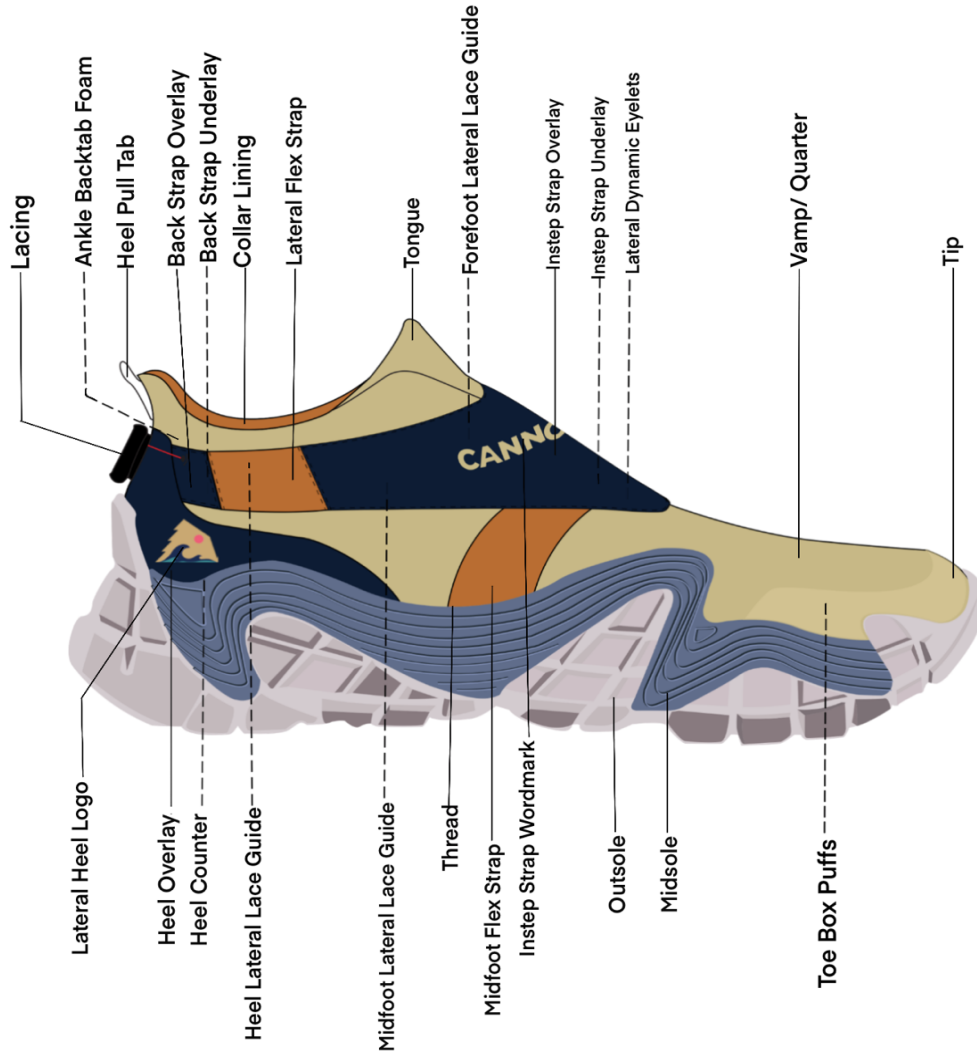 Lacing
Ankle Backtab Foam
Heel Pull Tab
Back Strap Overlay
Back Strap Underlay
Collar Lining
Lateral Flex Strap
Tongue
Forefoot Lateral Lace Guide
Instep Strap Overlay
Instep Strap Underlay
Lateral Dynamic Eyelets
Vamp/ Quarter
Tip
CANNO
Lateral Heel Logo
Heel Overlay
Heel Counter
Heel Lateral Lace Guide
Midfoot Lateral Lace Guide
Thread
Midfoot Flex Strap
Instep Strap Wordmark
Outsole
Midsole
Toe Box Puffs